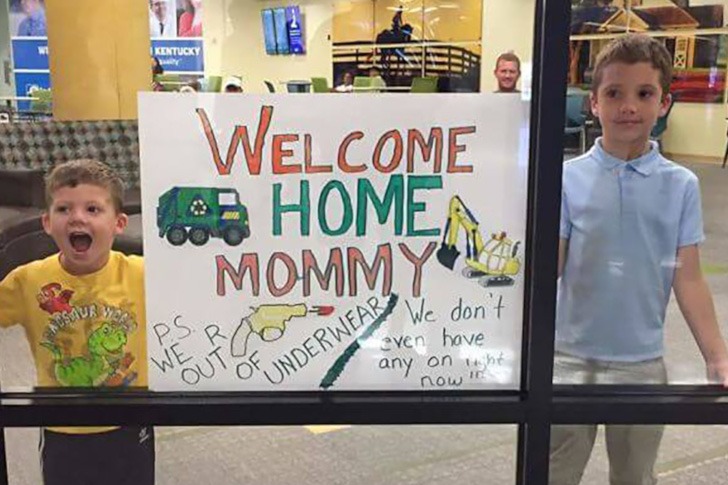 WELCOME
HOME
MOMMY
P.S.
WE R
OUT OF UNDERWEAR
We don't
even have
any on right
now!!!
KENTUCKY
DINOSAUR WORLD